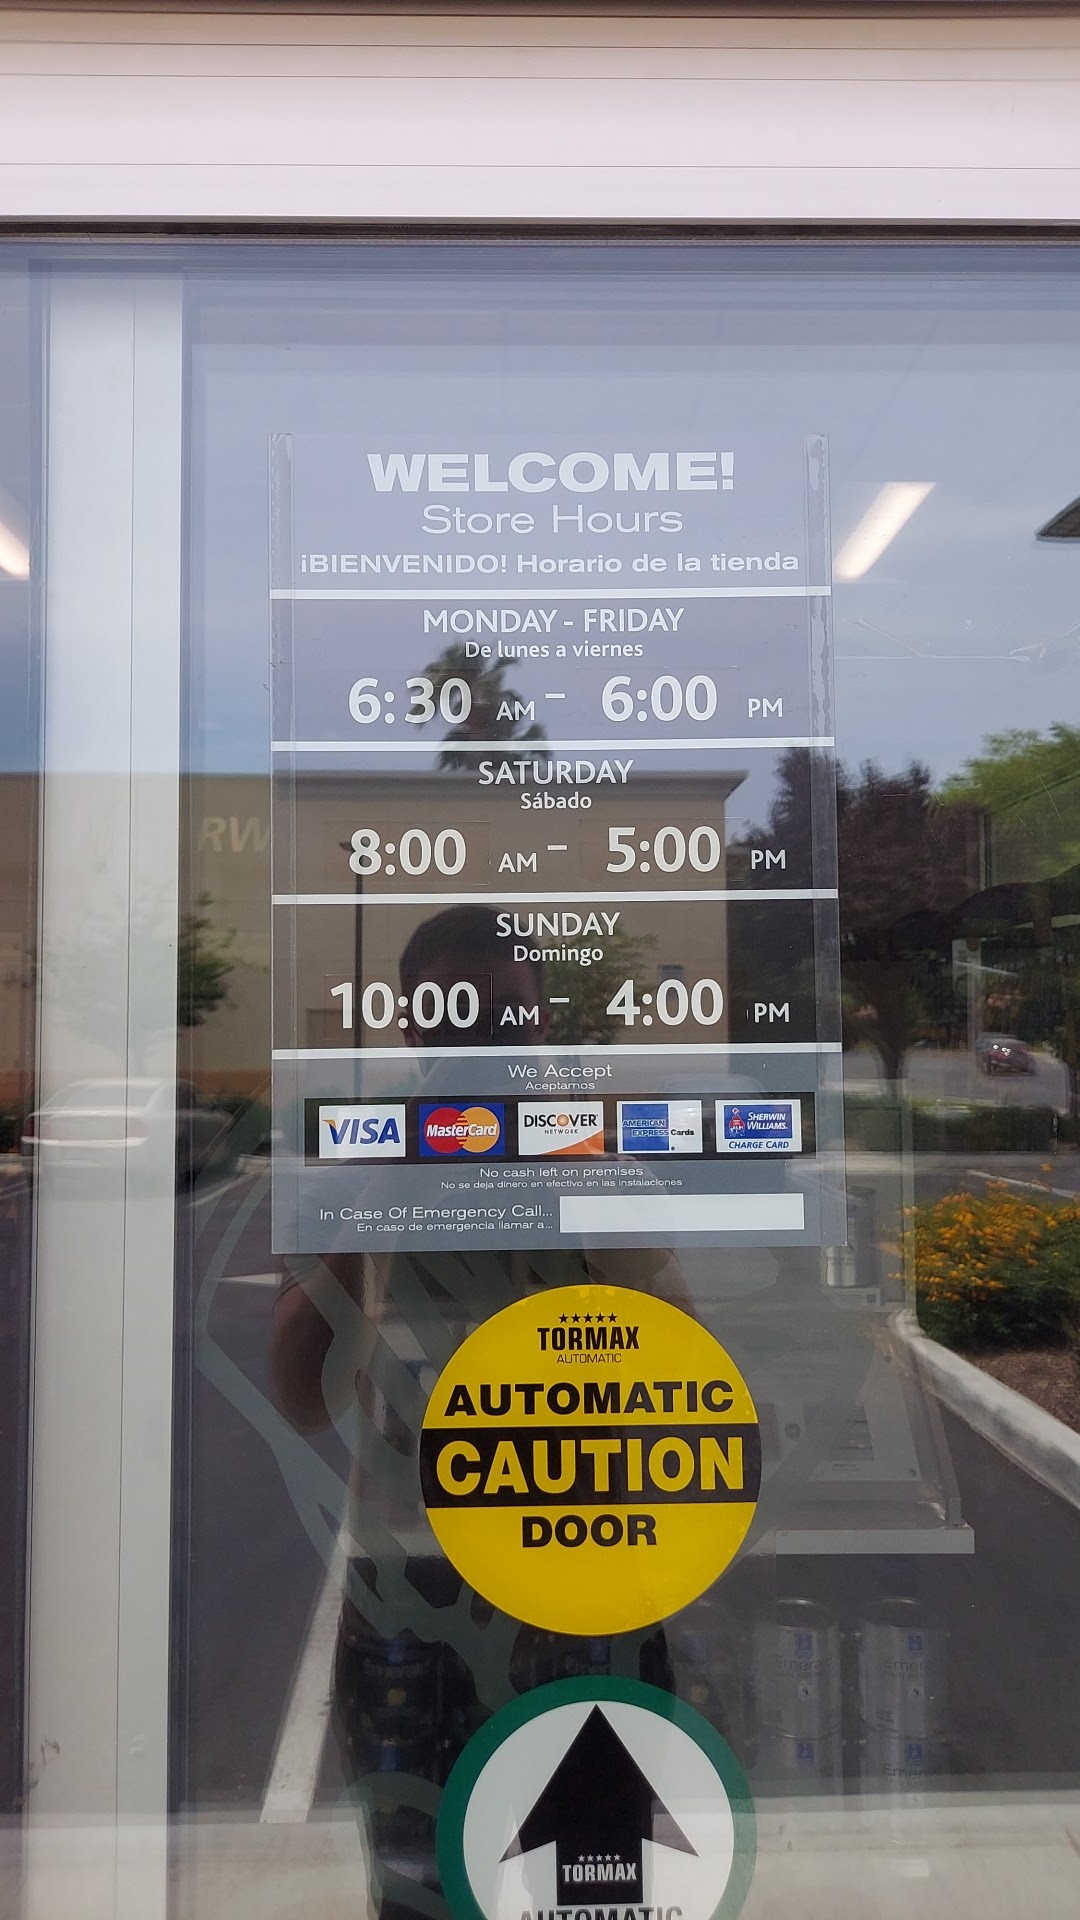 WELCOME!
Store Hours
¡BIENVENIDO! Horario de la tienda
MONDAY - FRIDAY
De lunes a viernes
6:30 AM - 6:00 PM
SATURDAY
Sábado
8:00 AM - 5:00 PM
RW
SUNDAY
Domingo
10:00 AM - 4:00 PM
We Accept
Aceptamos
VISA MasterCard DISCOVER NETWORK AMERICAN EXPRESS Cards SHERWIN WILLIAMS. CHARGE CARD
No cash left on premises
No se deja dinero en efectivo en las instalaciones
In Case Of Emergency Call...
En caso de emergencia llamar a...
TORMAX
AUTOMATIC
AUTOMATIC
CAUTION
DOOR
TORMAX
AUTOMATIC